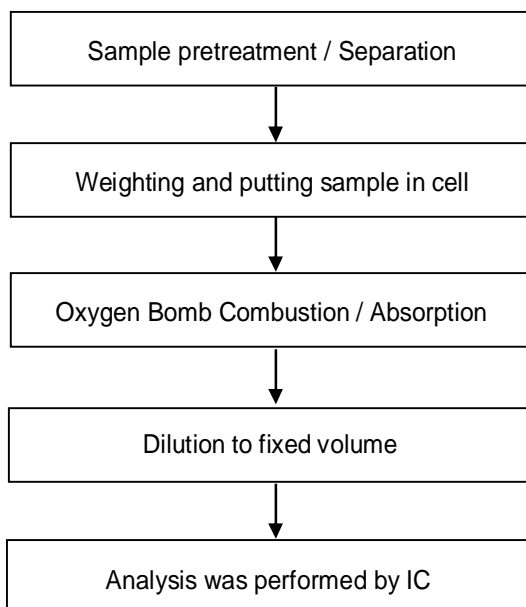 Sample pretreatment / Separation
Weighting and putting sample in cell
Oxygen Bomb Combustion / Absorption
Dilution to fixed volume
Analysis was performed by IC